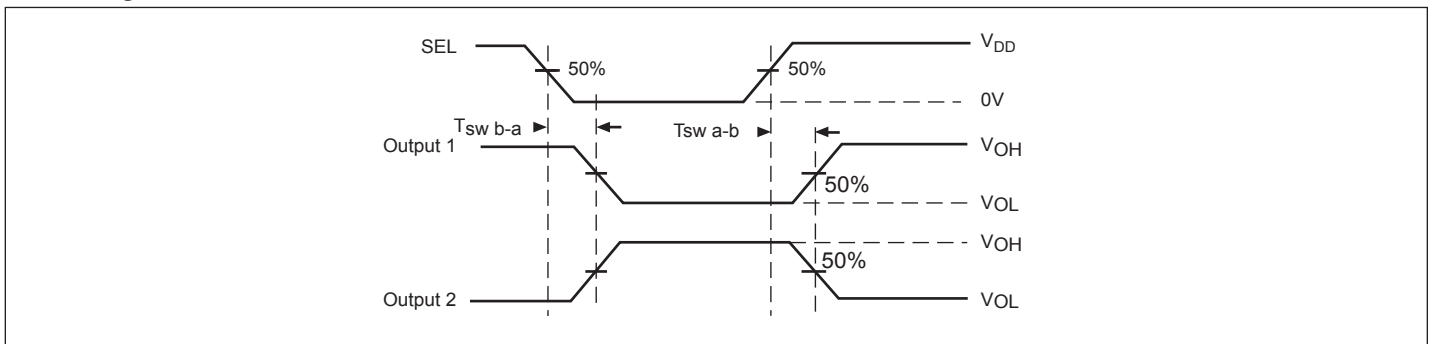 SEL
50%
50%
VDD
0V
Tsw b-a
Tsw a-b
Output 1
VOH
50%
VOL
VOH
50%
Output 2
VOL